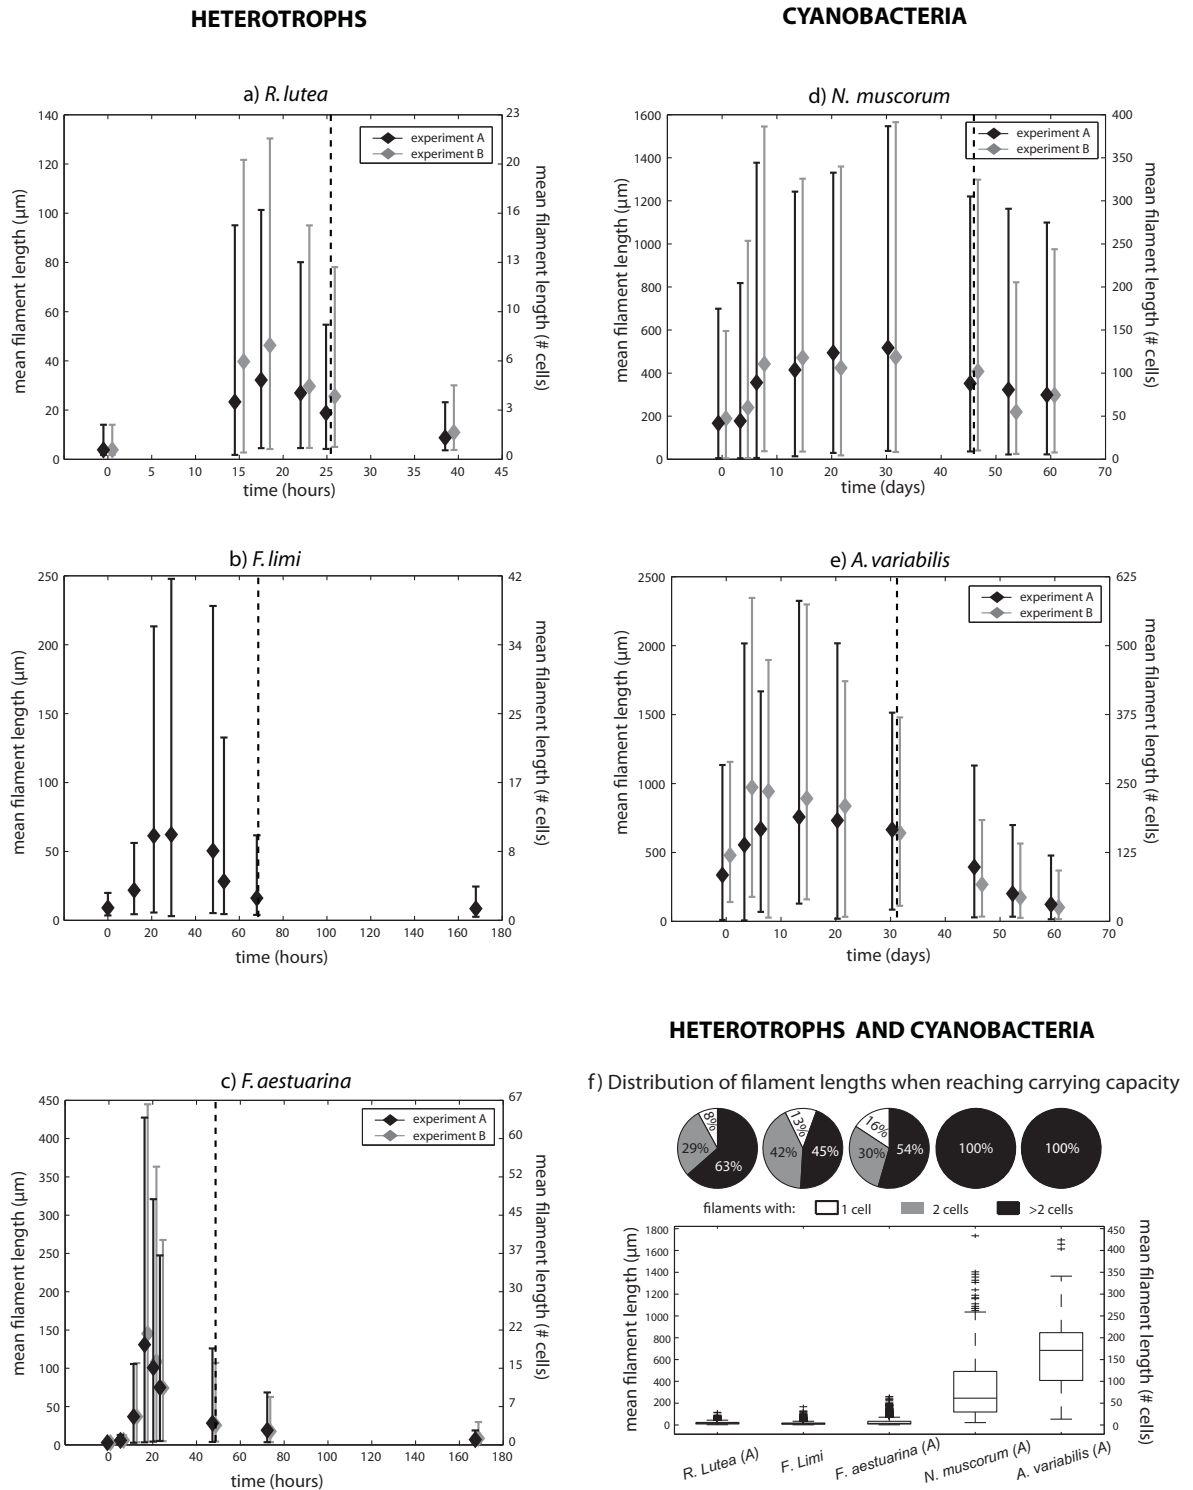 HETEROTROPHS
CYANOBACTERIA
a) R. lutea
140
120
100
80
60
40
20
0
mean filament length (μm)
23
20
16
13
10
6
3
0
mean filament length (# cells)
experiment A
experiment B
0 5 10 15 20 25 30 35 40 45
time (hours)
d) N. muscorum
1600
1400
1200
1000
800
600
400
200
0
mean filament length (μm)
400
350
300
250
200
150
100
50
0
mean filament length (# cells)
experiment A
experiment B
0 10 20 30 40 50 60 70
time (days)
b) F. limi
250
200
150
100
50
0
mean filament length (μm)
42
34
25
17
8
0
mean filament length (# cells)
0 20 40 60 80 100 120 140 160 180
time (hours)
e) A. variabilis
2500
2000
1500
1000
500
0
mean filament length (μm)
625
500
375
250
125
0
mean filament length (# cells)
experiment A
experiment B
0 10 20 30 40 50 60 70
time (days)
c) F. aestuarina
450
400
350
300
250
200
150
100
50
0
mean filament length (μm)
67
60
52
45
37
30
22
15
7
0
mean filament length (# cells)
experiment A
experiment B
0 20 40 60 80 100 120 140 160 180
time (hours)
HETEROTROPHS AND CYANOBACTERIA
f) Distribution of filament lengths when reaching carrying capacity
8% 29% 63%
13% 42% 45%
16% 30% 54%
100%
100%
filaments with: 1 cell 2 cells >2 cells
1800
1600
1400
1200
1000
800
600
400
200
0
mean filament length (μm)
450
400
350
300
250
200
150
100
50
0
mean filament length (# cells)
R. Lutea (A) F. Limi F. aestuarina (A) N. muscorum (A) A. variabilis (A)